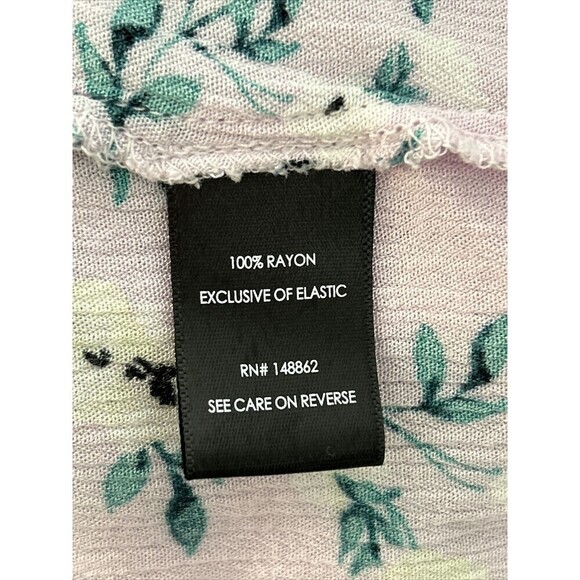 100% RAYON
EXCLUSIVE OF ELASTIC
RN# 148862
SEE CARE ON REVERSE